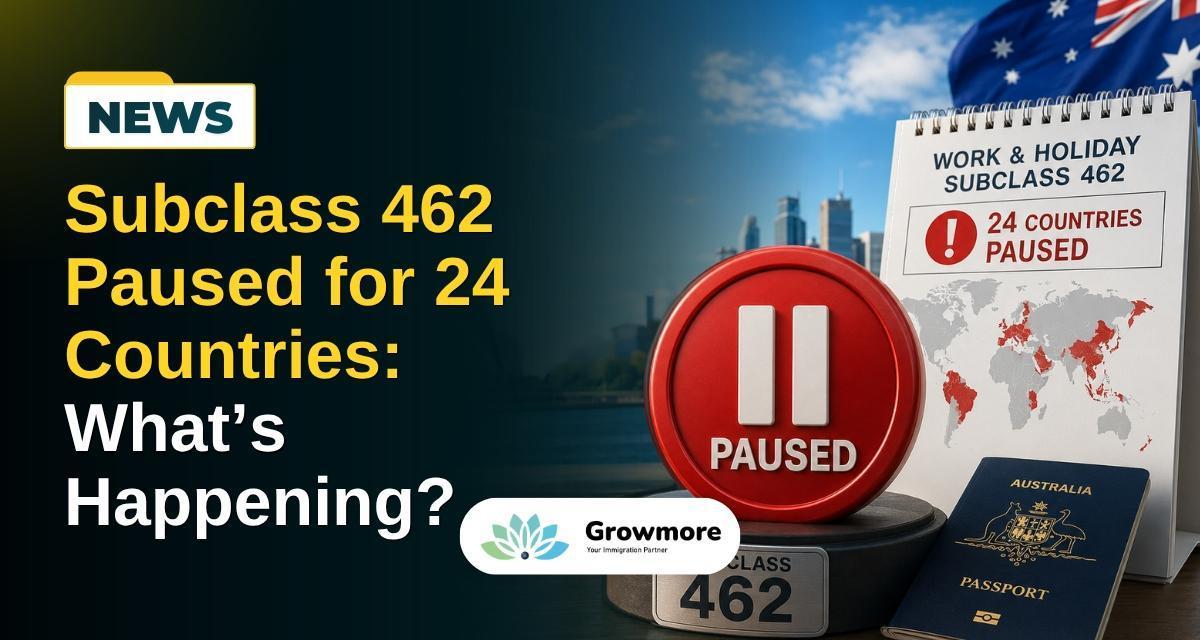 NEWS
Subclass 462
Paused for 24
Countries:
What’s
Happening?
Growmore
Your Immigration Partner
WORK & HOLIDAY
SUBCLASS 462
!
24 COUNTRIES
PAUSED
PAUSED
CLASS
462
AUSTRALIA
PASSPORT